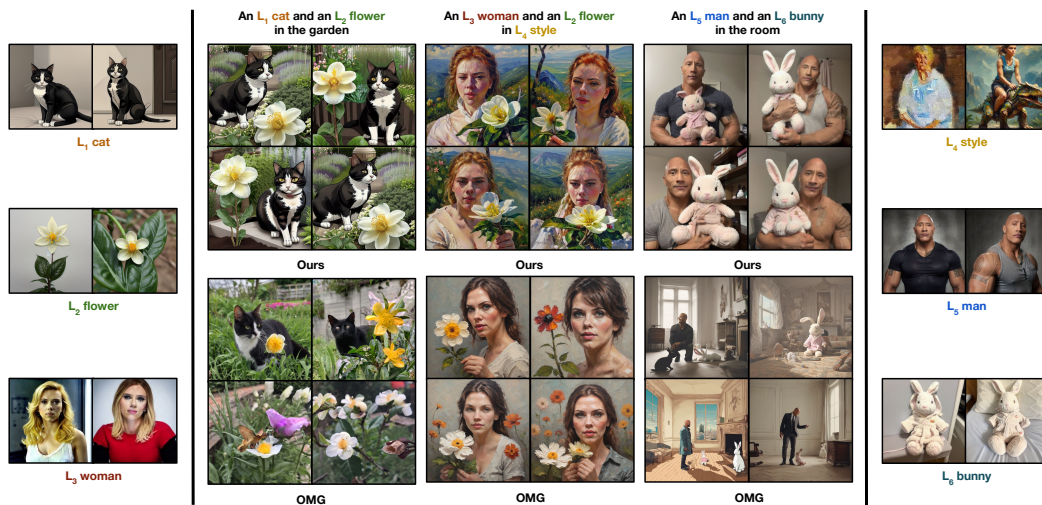 An L₁ cat and an L₂ flower
in the garden
An L₃ woman and an L₂ flower
in L₄ style
An L₅ man and an L₆ bunny
in the room
L₁ cat
L₂ flower
L₃ woman
Ours
Ours
Ours
OMG
OMG
OMG
L₄ style
L₅ man
L₆ bunny